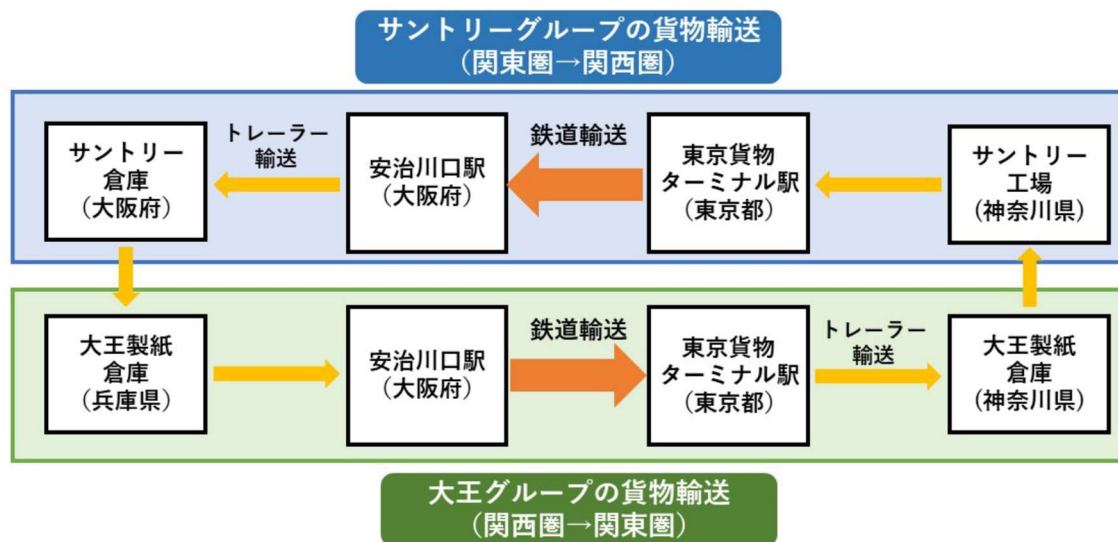 サントリーグループの貨物輸送
（関東圏→関西圏）
サントリー
倉庫
（大阪府）
トレーラー
輸送
安治川口駅
（大阪府）
鉄道輸送
東京貨物
ターミナル駅
（東京都）
サントリー
工場
(神奈川県)
大王製紙
倉庫
（兵庫県）
安治川口駅
（大阪府）
鉄道輸送
東京貨物
ターミナル駅
（東京都）
トレーラー
輸送
大王製紙
倉庫
(神奈川県)
大王グループの貨物輸送
（関西圏→関東圏）